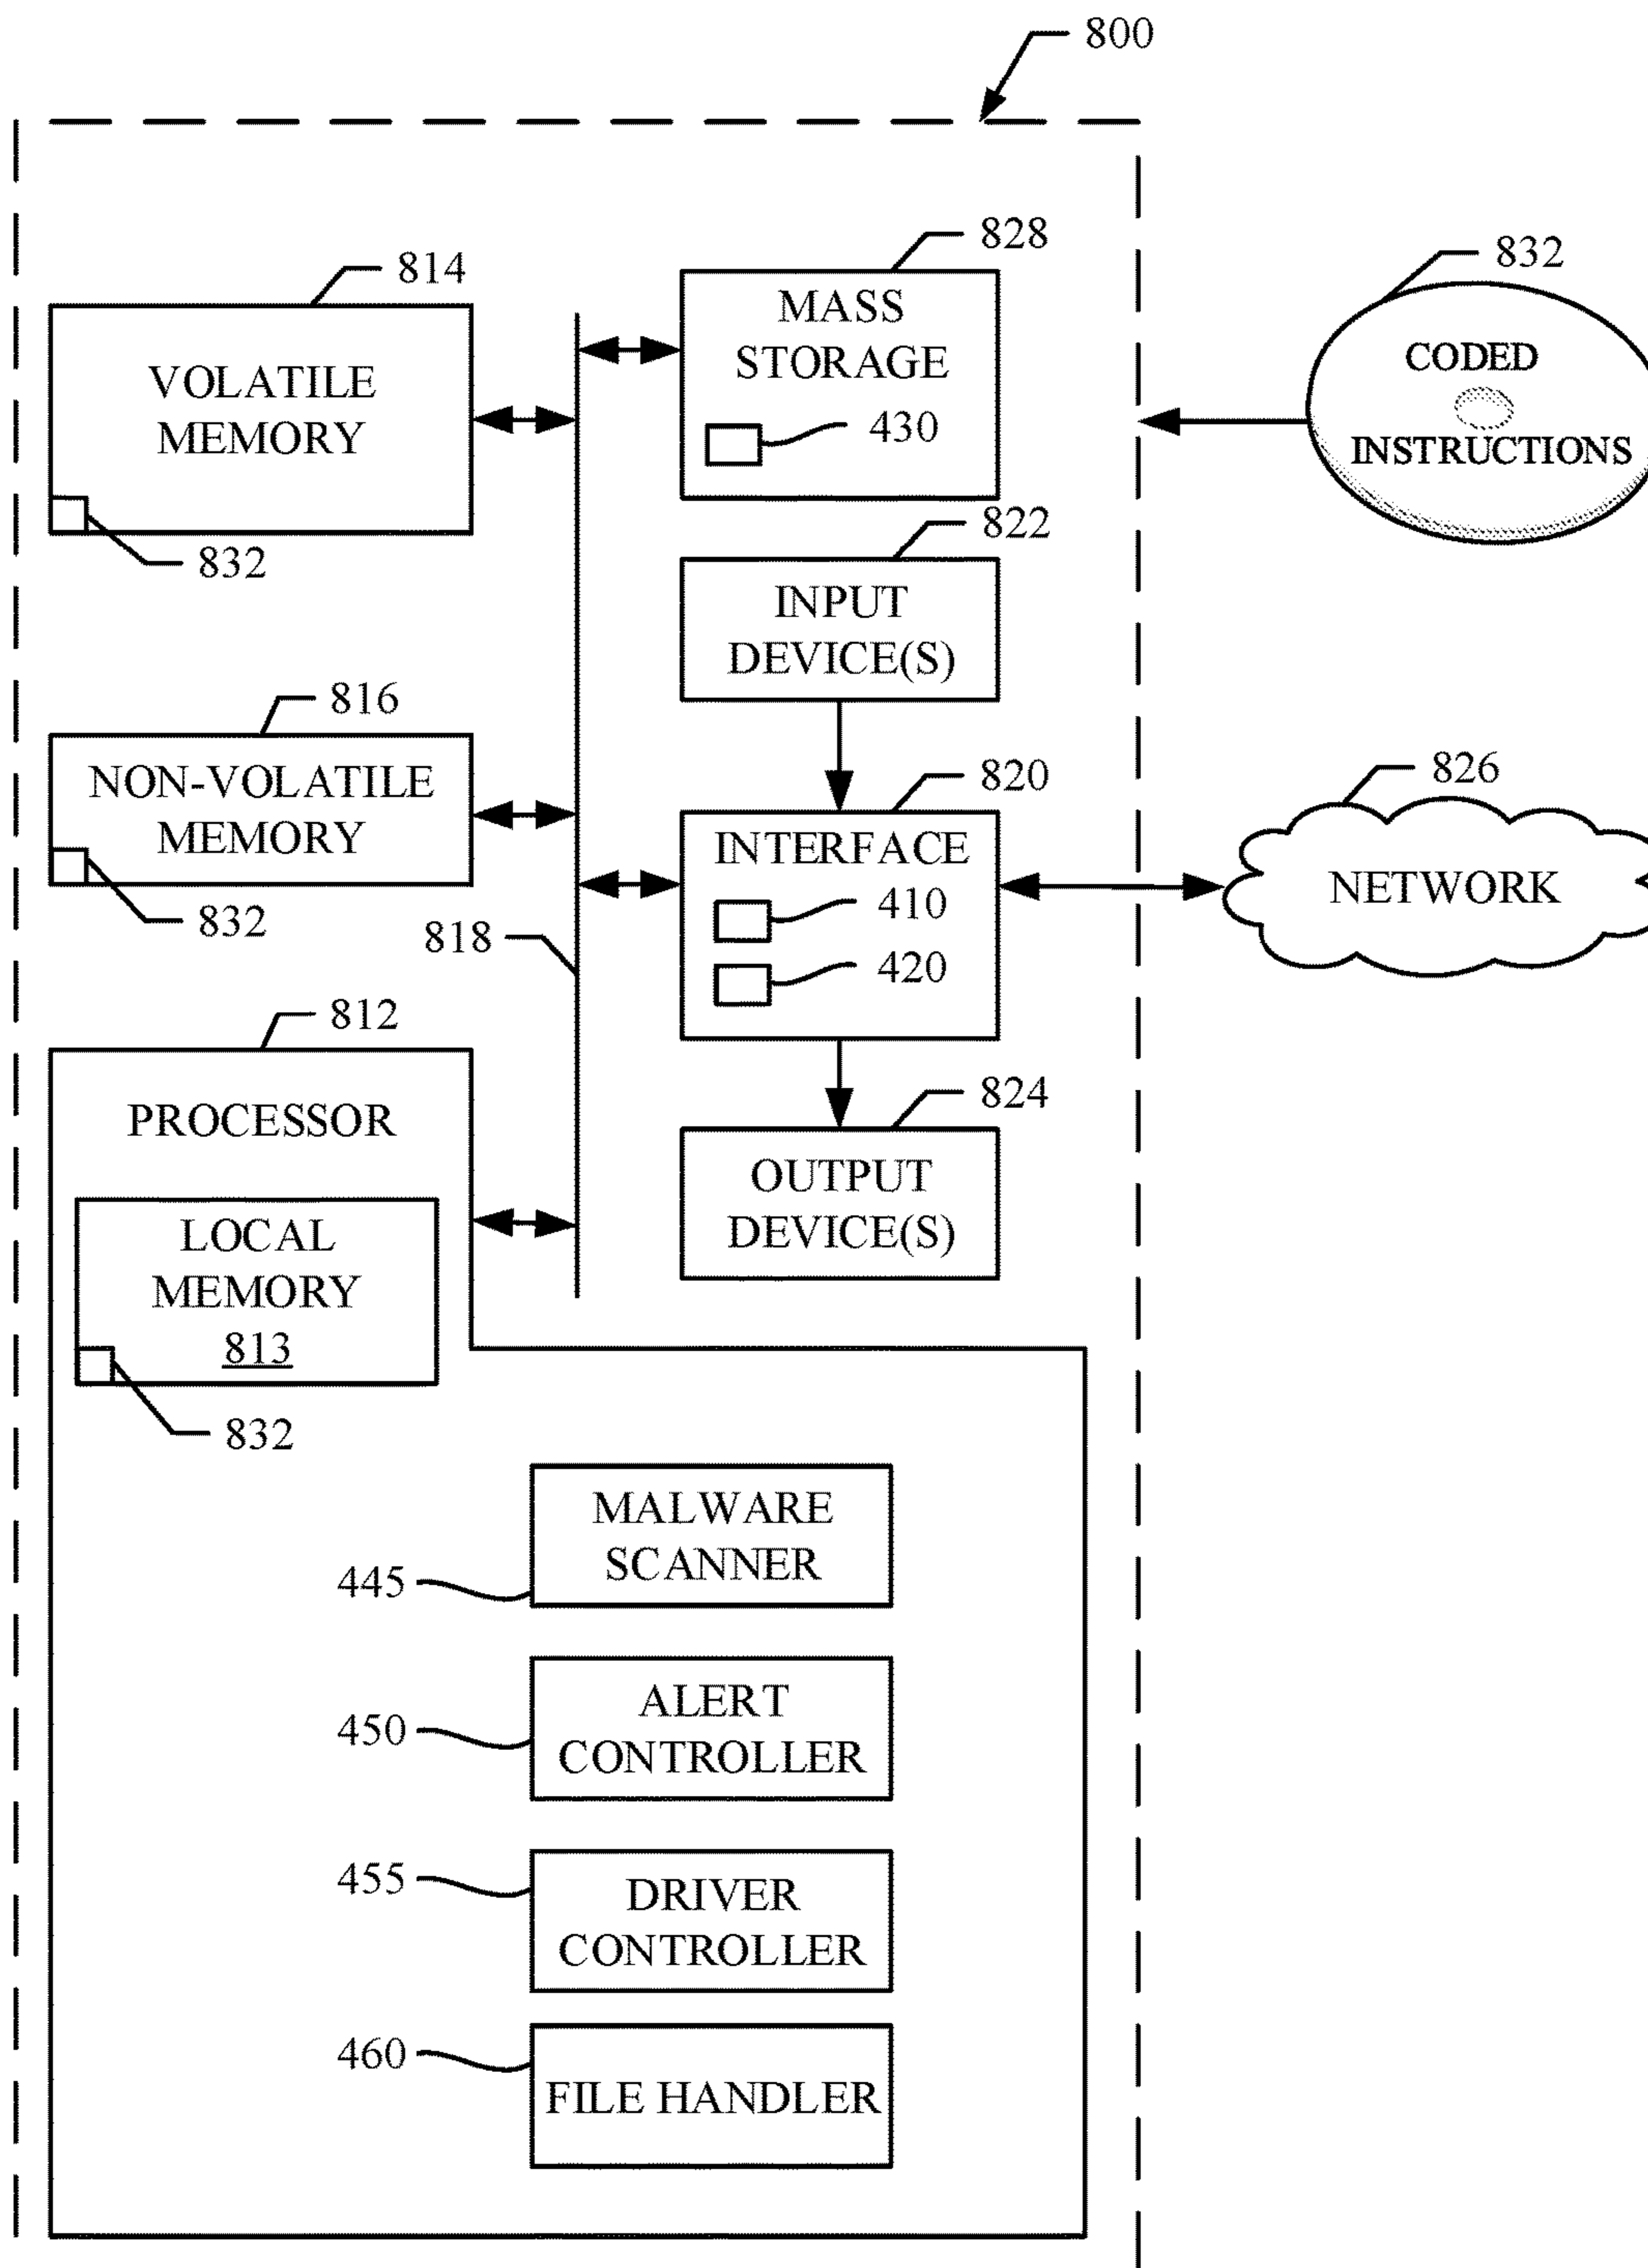 800
828
814
MASS
STORAGE
430
VOLATILE
MEMORY
832
832
CODED
INSTRUCTIONS
822
INPUT
DEVICE(S)
816
NON-VOLATILE
MEMORY
832
820
INTERFACE
410
420
826
NETWORK
818
812
PROCESSOR
824
OUTPUT
DEVICE(S)
LOCAL
MEMORY
813
832
MALWARE
SCANNER
445
ALERT
CONTROLLER
450
455
DRIVER
CONTROLLER
460
FILE HANDLER